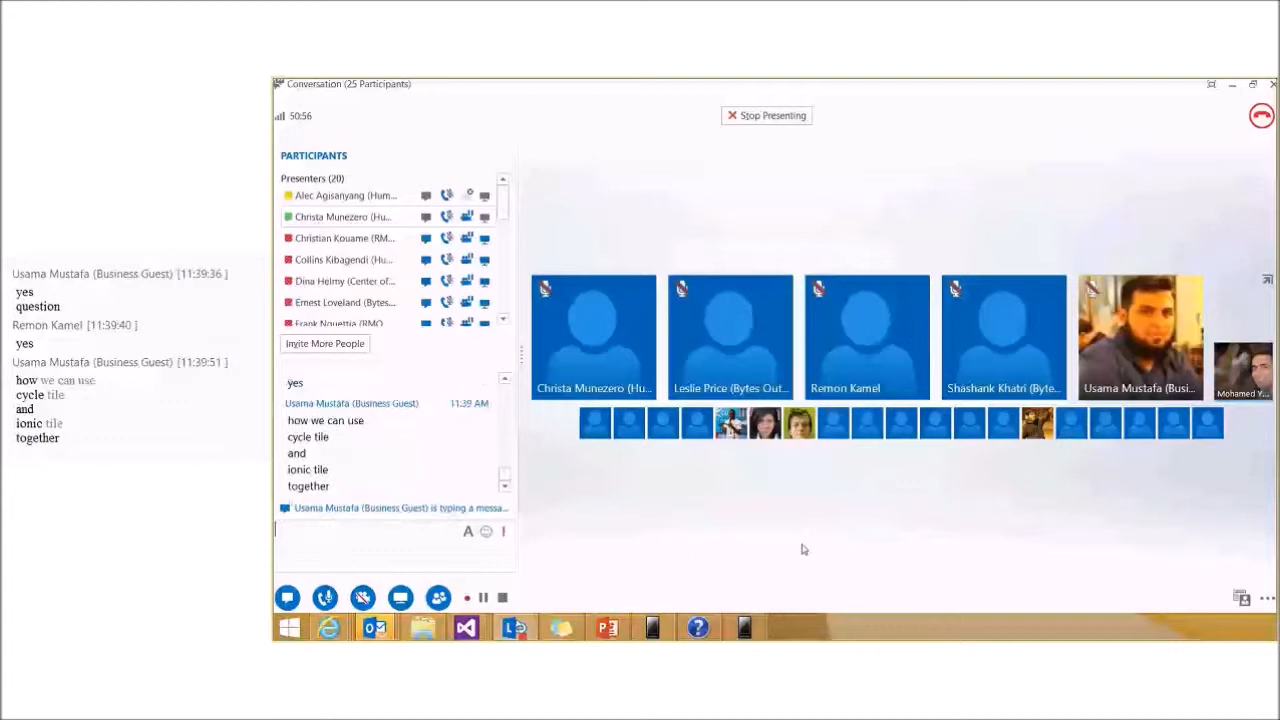 Conversation (25 Participants)
50:56
Stop Presenting
PARTICIPANTS
Presenters (20)
Alec Agisanyang (Hum...
Christa Munezero (Hu...
Christian Kouame (RM...
Collins Kibagendi (Hu...
Dina Helmy (Center of...
Ernest Loveland (Bytes...
Frank Nouettia (RMO
Invite More People
yes
Usama Mustafa (Business Guest) 11:39 AM
how we can use
cycle tile
and
ionic tile
together
Usama Mustafa (Business Guest) is typing a messa...
A
Usama Mustafa (Business Guest) [11:39:36 ]
yes
question
Remon Kamel [11:39:40 ]
yes
Usama Mustafa (Business Guest) [11:39:51 ]
how we can use
cycle tile
and
ionic tile
together
Christa Munezero (Hu...
Leslie Price (Bytes Out...
Remon Kamel
Shashank Khatri (Byte...
Usama Mustafa (Busi...
Mohamed Y...